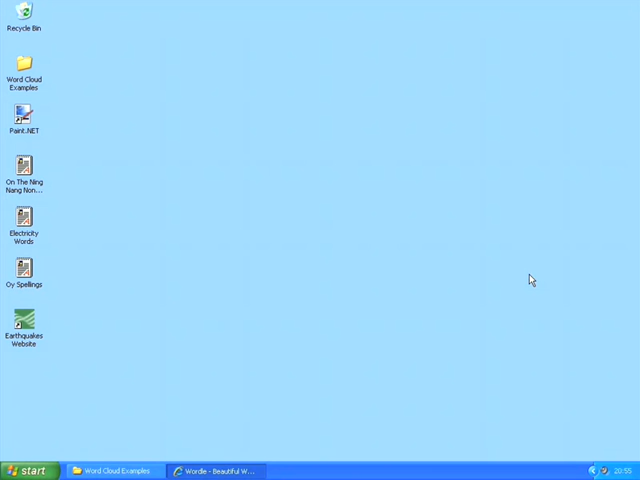 Recycle Bin
Word Cloud
Examples
Paint.NET
On The Ning
Nang Non...
Electricity
Words
Oy Spellings
Earthquakes
Website
start
Word Cloud Examples
Wordle - Beautiful W...
20:55